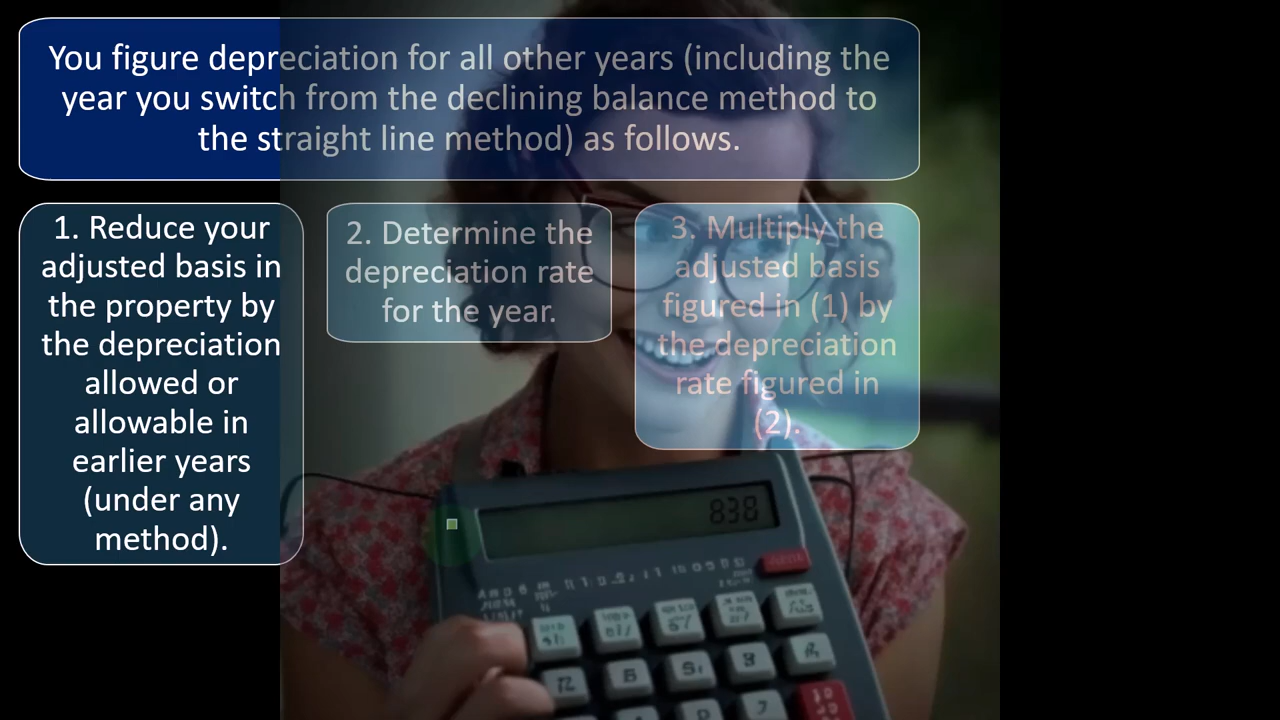 You figure depreciation for all other years (including the
year you switch from the declining balance method to
the straight line method) as follows.
1. Reduce your
adjusted basis in
the property by
the depreciation
allowed or
allowable in
earlier years
(under any
method).
2. Determine the
depreciation rate
for the year.
3. Multiply the
adjusted basis
figured in (1) by
the depreciation
rate figured in
(2).
838